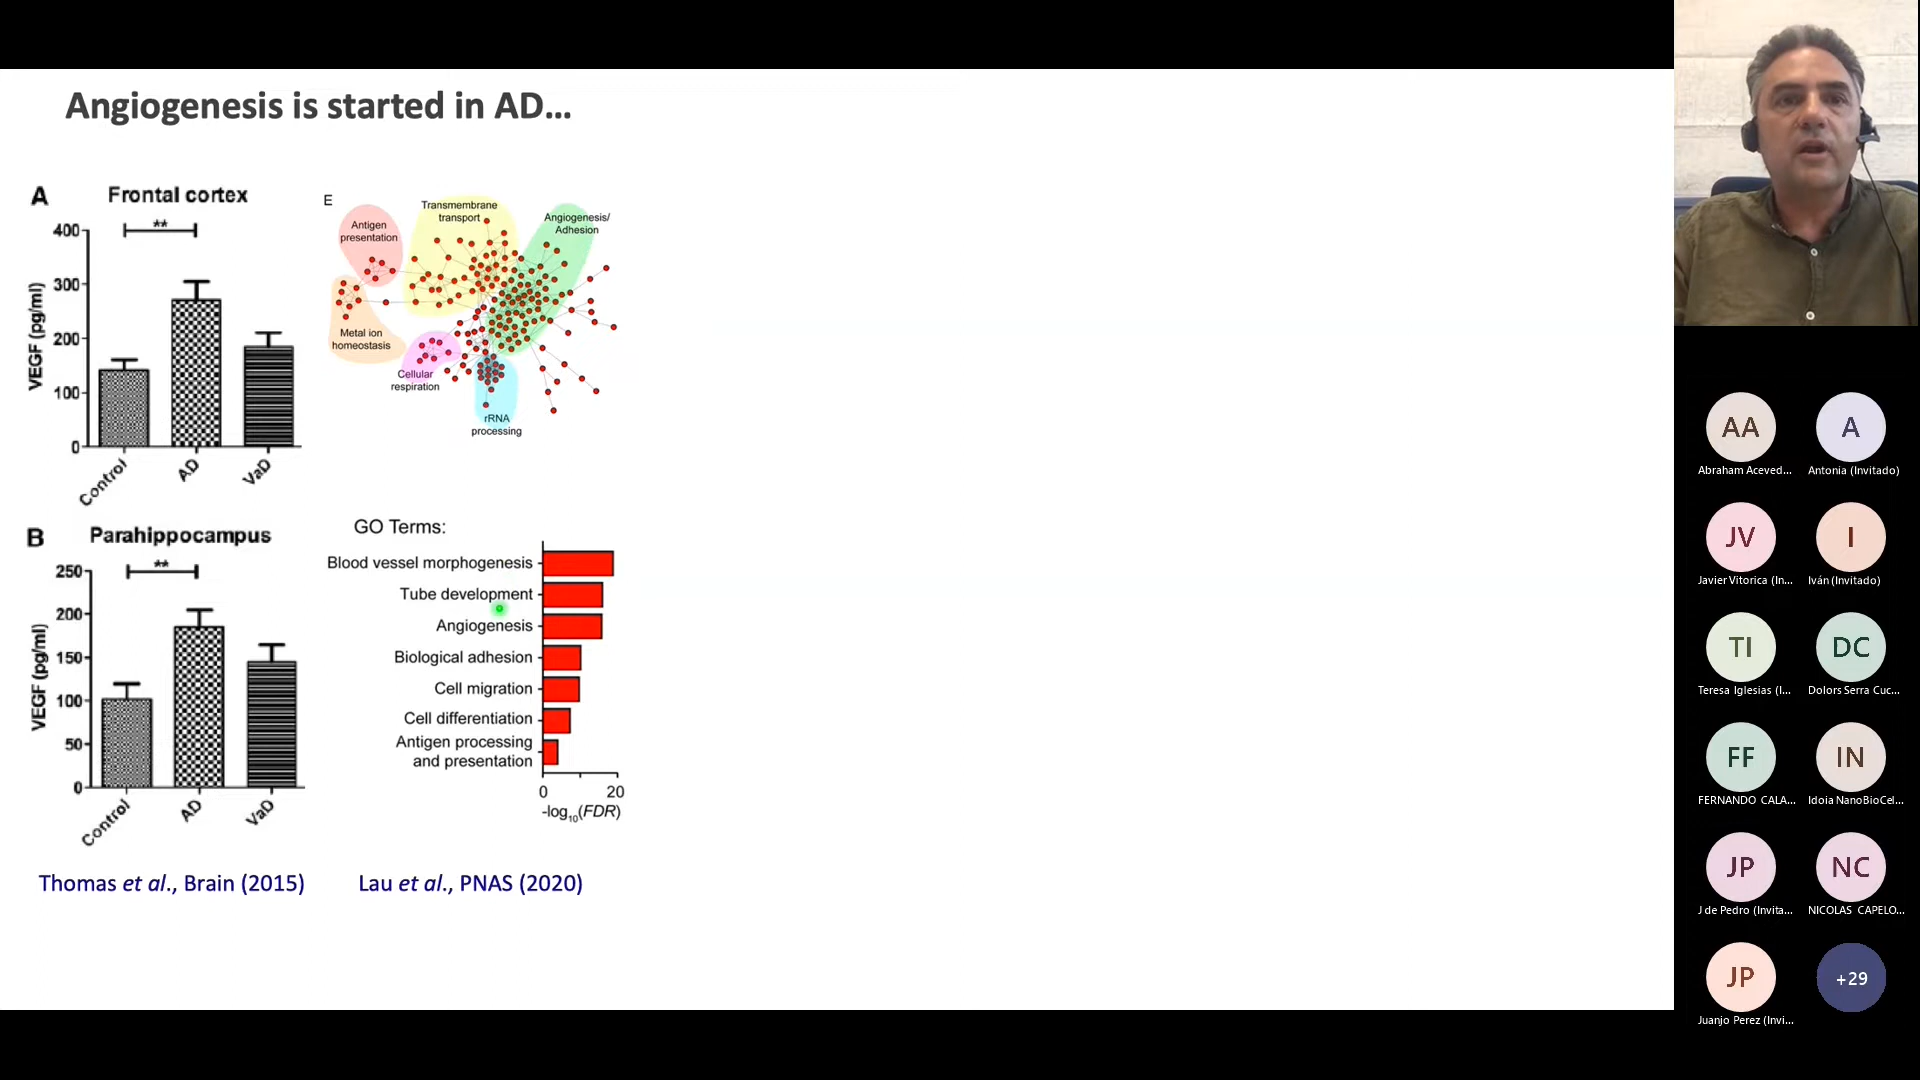 Angiogenesis is started in AD...
A
Frontal cortex
**
400
300
200
100
0
VEGF (pg/ml)
Control
AD
VaD
E
Antigen
presentation
Transmembrane
transport
Angiogenesis/
Adhesion
Metal ion
homeostasis
Cellular
respiration
rRNA
processing
B
Parahippocampus
**
250
200
150
100
50
0
VEGF (pg/ml)
Control
AD
VaD
GO Terms:
Blood vessel morphogenesis
Tube development
Angiogenesis
Biological adhesion
Cell migration
Cell differentiation
Antigen processing
and presentation
0 20
-log10(FDR)
Thomas et al., Brain (2015)
Lau et al., PNAS (2020)
AA
Abraham Aceved...
A
Antonia (Invitado)
JV
Javier Vitorica (In...
I
Iván (Invitado)
TI
Teresa Iglesias (I...
DC
Dolors Serra Cuc...
FF
FERNANDO CALA...
IN
Idoia NanoBioCel...
JP
J de Pedro (Invita...
NC
NICOLAS CAPELO...
JP
Juanjo Perez (Invi...
+29